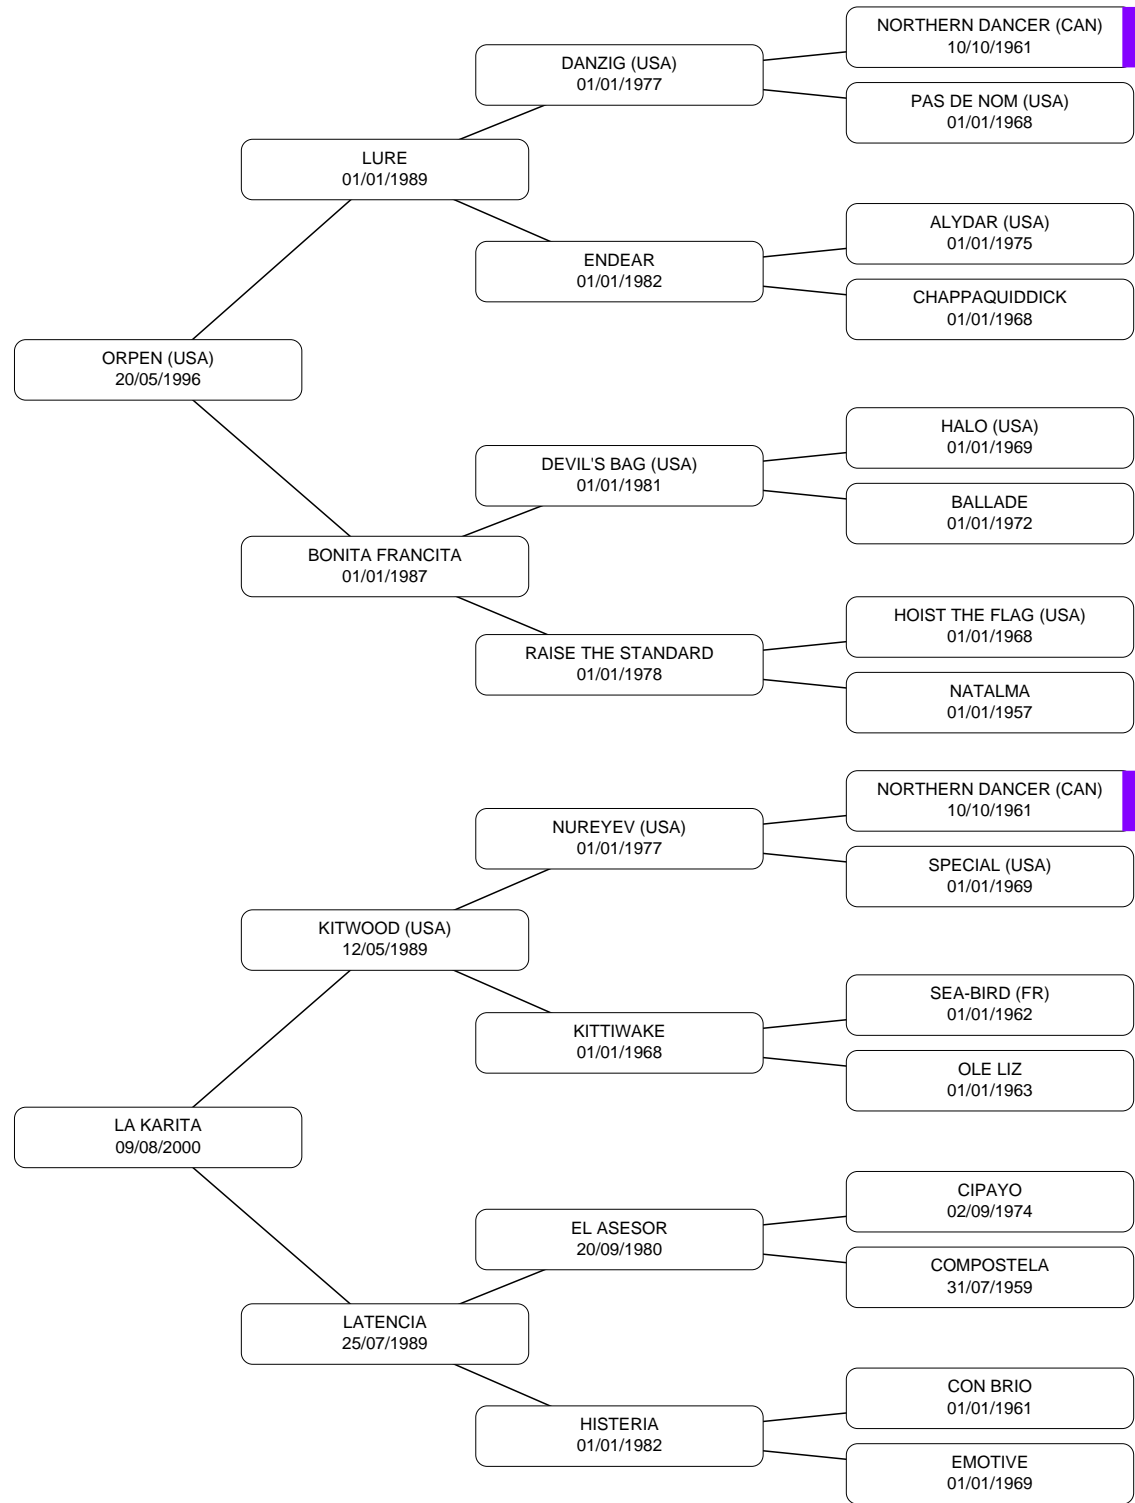 NORTHERN DANCER (CAN)
10/10/1961
DANZIG (USA)
01/01/1977
PAS DE NOM (USA)
01/01/1968
LURE
01/01/1989
ALYDAR (USA)
01/01/1975
ENDEAR
01/01/1982
CHAPPAQUIDDICK
01/01/1968
ORPEN (USA)
20/05/1996
HALO (USA)
01/01/1969
DEVIL'S BAG (USA)
01/01/1981
BALLADE
01/01/1972
BONITA FRANCITA
01/01/1987
HOIST THE FLAG (USA)
01/01/1968
RAISE THE STANDARD
01/01/1978
NATALMA
01/01/1957
NORTHERN DANCER (CAN)
10/10/1961
NUREYEV (USA)
01/01/1977
SPECIAL (USA)
01/01/1969
KITWOOD (USA)
12/05/1989
SEA-BIRD (FR)
01/01/1962
KITTIWAKE
01/01/1968
OLE LIZ
01/01/1963
LA KARITA
09/08/2000
CIPAYO
02/09/1974
EL ASESOR
20/09/1980
COMPOSTELA
31/07/1959
LATENCIA
25/07/1989
CON BRIO
01/01/1961
HISTERIA
01/01/1982
EMOTIVE
01/01/1969